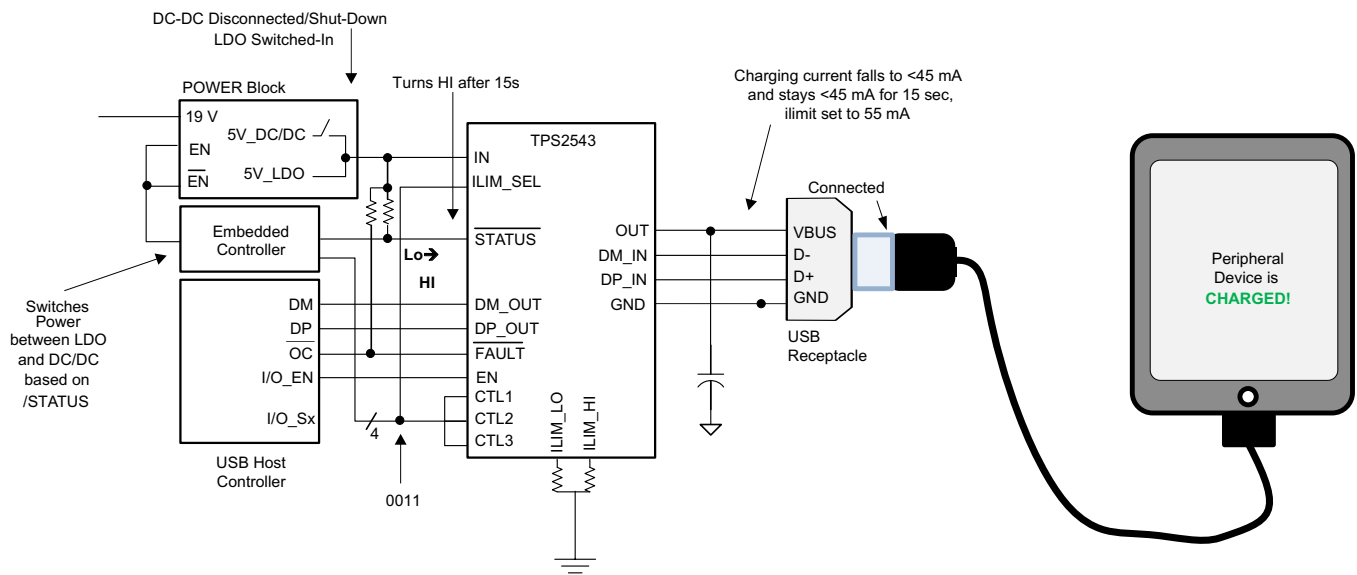 DC-DC Disconnected/Shut-Down
LDO Switched-In
POWER Block
19 V
5V_DC/DC
EN
EN
5V_LDO
Turns HI after 15s
Embedded
Controller
Switches
Power
between LDO
and DC/DC
based on
/STATUS
DM
DP
OC
I/O_EN
I/O_Sx
USB Host
Controller
4
0011
Lo→
HI
TPS2543
IN
ILIM_SEL
STATUS
DM_OUT
DP_OUT
FAULT
EN
CTL1
CTL2
CTL3
ILIM_LO
ILIM_HI
OUT
DM_IN
DP_IN
GND
Charging current falls to <45 mA
and stays <45 mA for 15 sec,
ilimit set to 55 mA
Connected
VBUS
D-
D+
GND
USB
Receptacle
Peripheral
Device is
CHARGED!